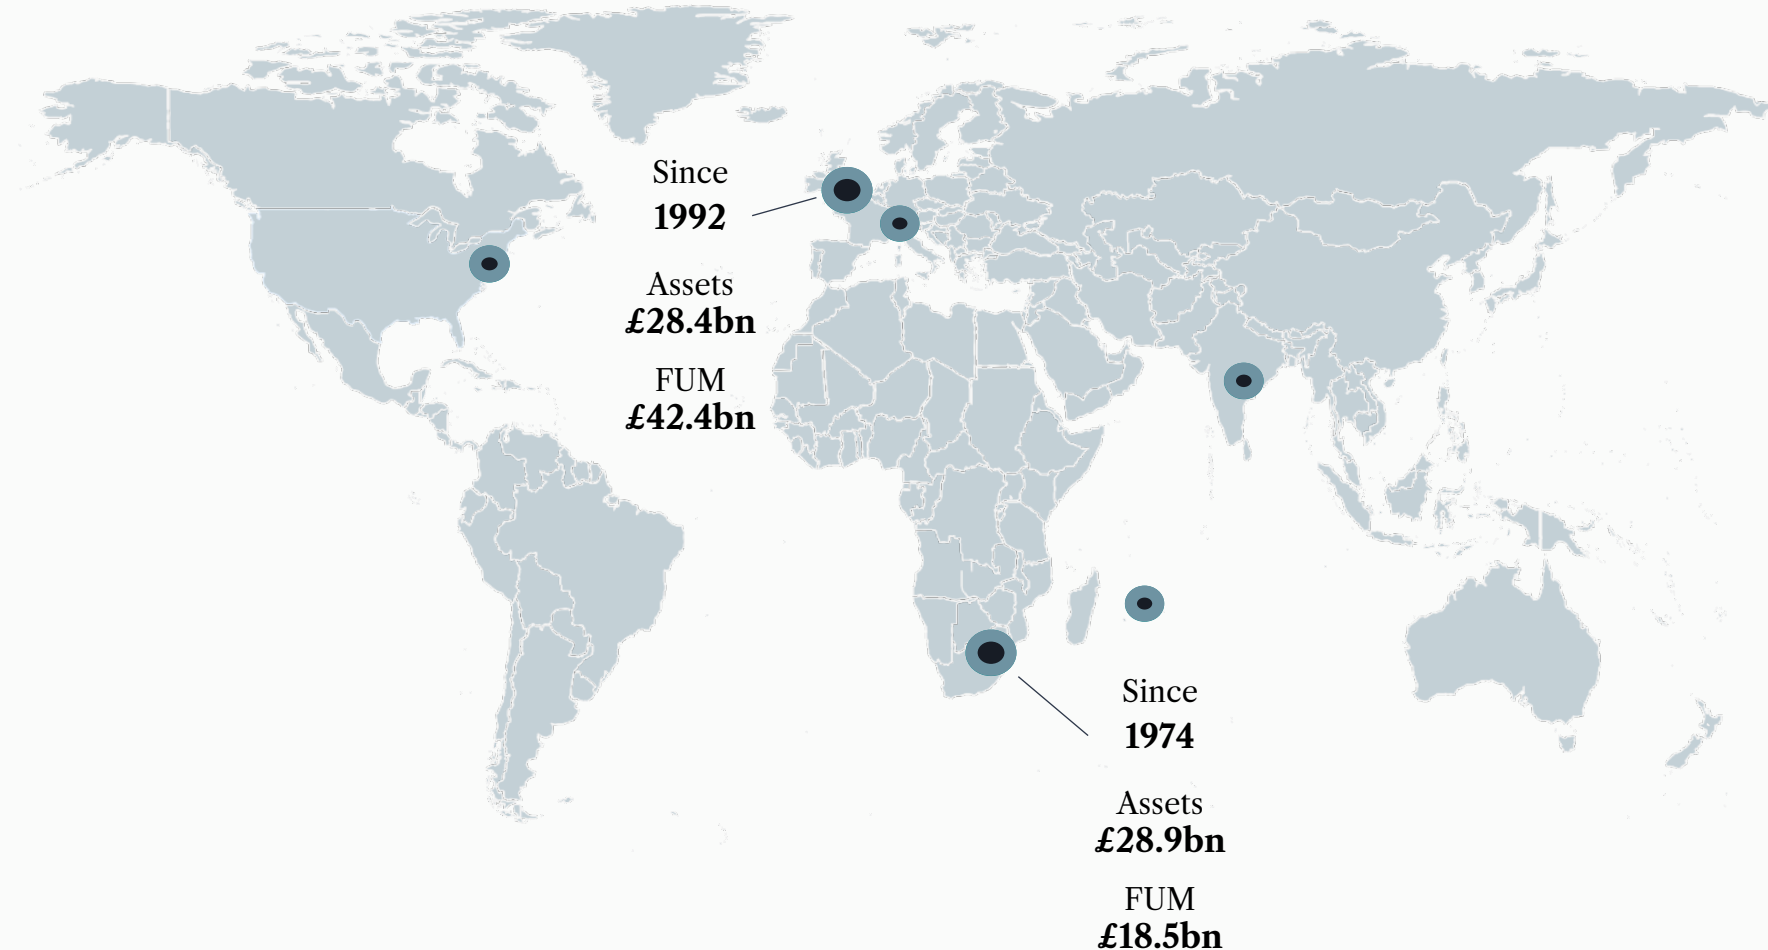 Since
1992
Assets
£28.4bn
FUM
£42.4bn
Since
1974
Assets
£28.9bn
FUM
£18.5bn